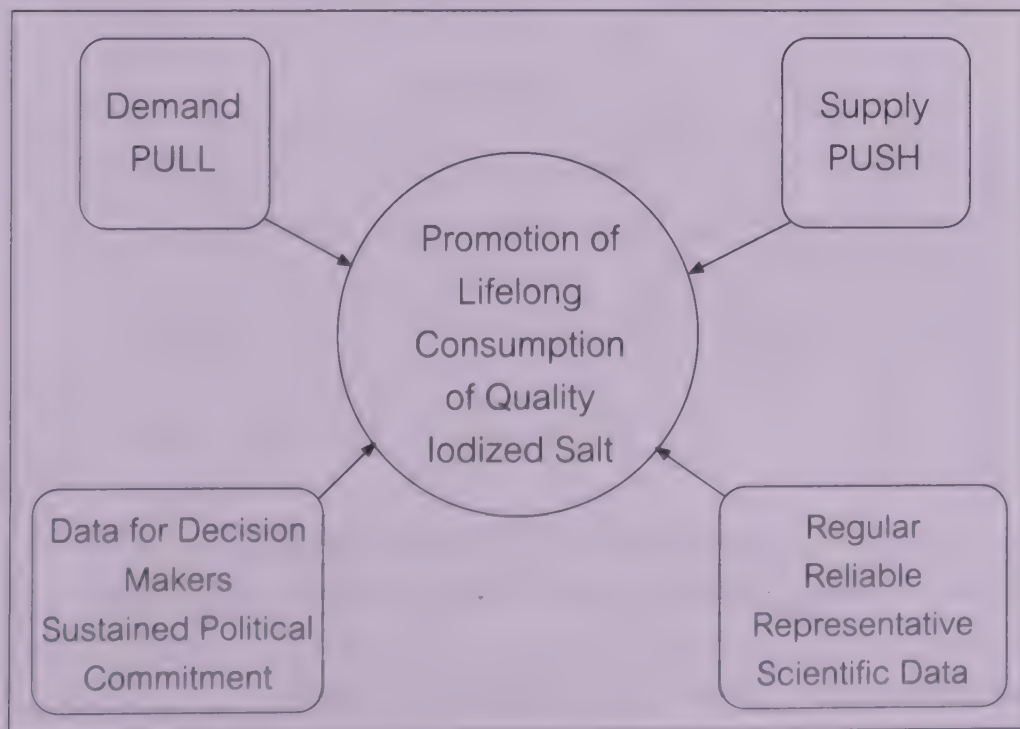 Demand
PULL
Supply
PUSH
Promotion of
Lifelong
Consumption
of Quality
Iodized Salt
Data for Decision
Makers
Sustained Political
Commitment
Regular
Reliable
Representative
Scientific Data